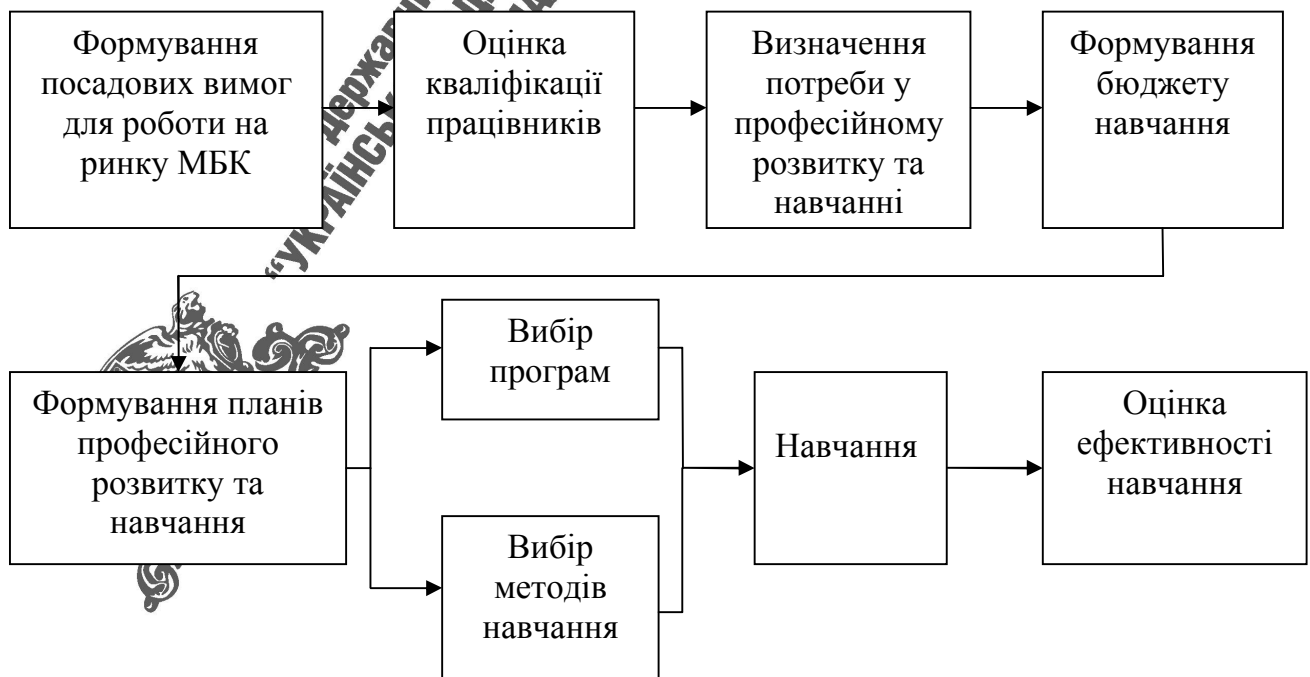 Формування
посадових вимог
для роботи на
ринку МБК
Оцінка
кваліфікації
працівників
Визначення
потреби у
професійному
розвитку та
навчанні
Формування
бюджету
навчання
Формування планів
професійного
розвитку та
навчання
Вибір
програм
Вибір
методів
навчання
Навчання
Оцінка
ефективності
навчання